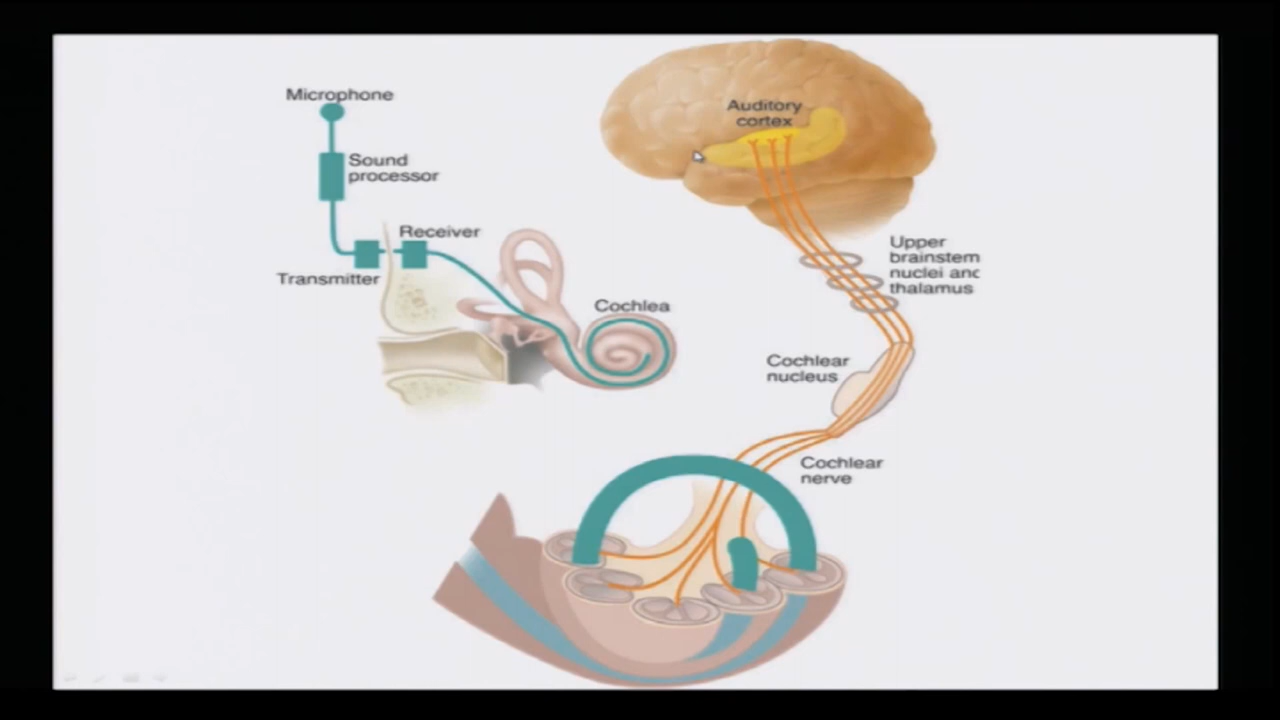 Microphone
Sound
processor
Receiver
Transmitter
Cochlea
Auditory
cortex
Upper
brainstem
nuclei and
thalamus
Cochlear
nucleus
Cochlear
nerve